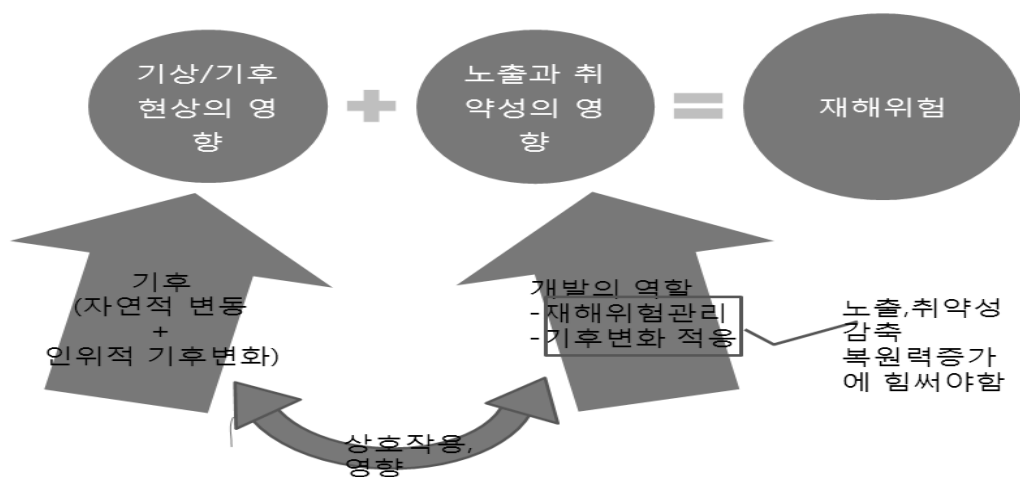 기상/기후
현상의 영
향
+
노출과 취
약성의 영
향
=
재해위험
기후
(자연적 변동
+
인위적 기후변화)
개발의 역할
-재해위험관리
-기후변화 적응
노출,취약성
감축
복원력증가
에 힘써야함
상호작용,
영향